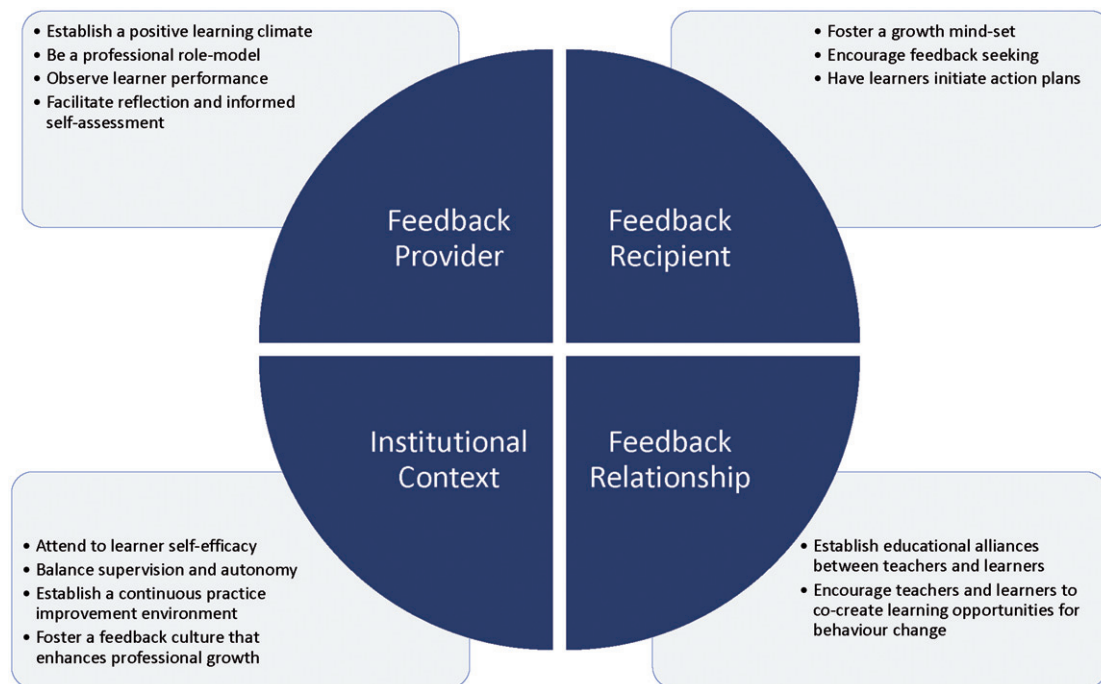 • Establish a positive learning climate
• Be a professional role-model
• Observe learner performance
• Facilitate reflection and informed
self-assessment
• Foster a growth mind-set
• Encourage feedback seeking
• Have learners initiate action plans
Feedback
Provider
Feedback
Recipient
Institutional
Context
Feedback
Relationship
• Attend to learner self-efficacy
• Balance supervision and autonomy
• Establish a continuous practice
improvement environment
• Foster a feedback culture that
enhances professional growth
• Establish educational alliances
between teachers and learners
• Encourage teachers and learners to
co-create learning opportunities for
behaviour change